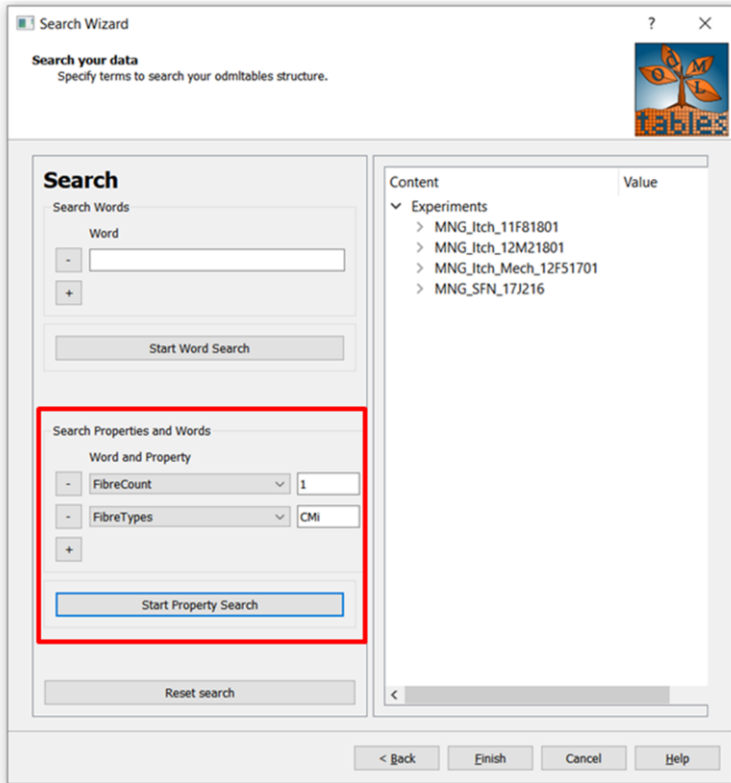 Search Wizard
?
Search your data
Specify terms to search your odmltables structure.
odML
tables
Search
Search Words
Word
-
+
Start Word Search
Search Properties and Words
Word and Property
- FibreCount 1
- FibreTypes CMi
+
Start Property Search
Reset search
Content Value
Experiments
MNG_Itch_11F81801
MNG_Itch_12M21801
MNG_Itch_Mech_12F51701
MNG_SFN_17J216
< Back Finish Cancel Help